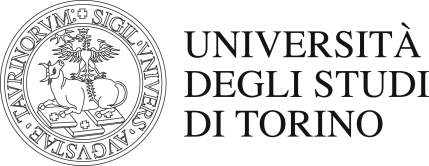 SIGIL·VNIVERS·AVGVSTAE·TAVRINORVM:
UNIVERSITÀ
DEGLI STUDI
DI TORINO